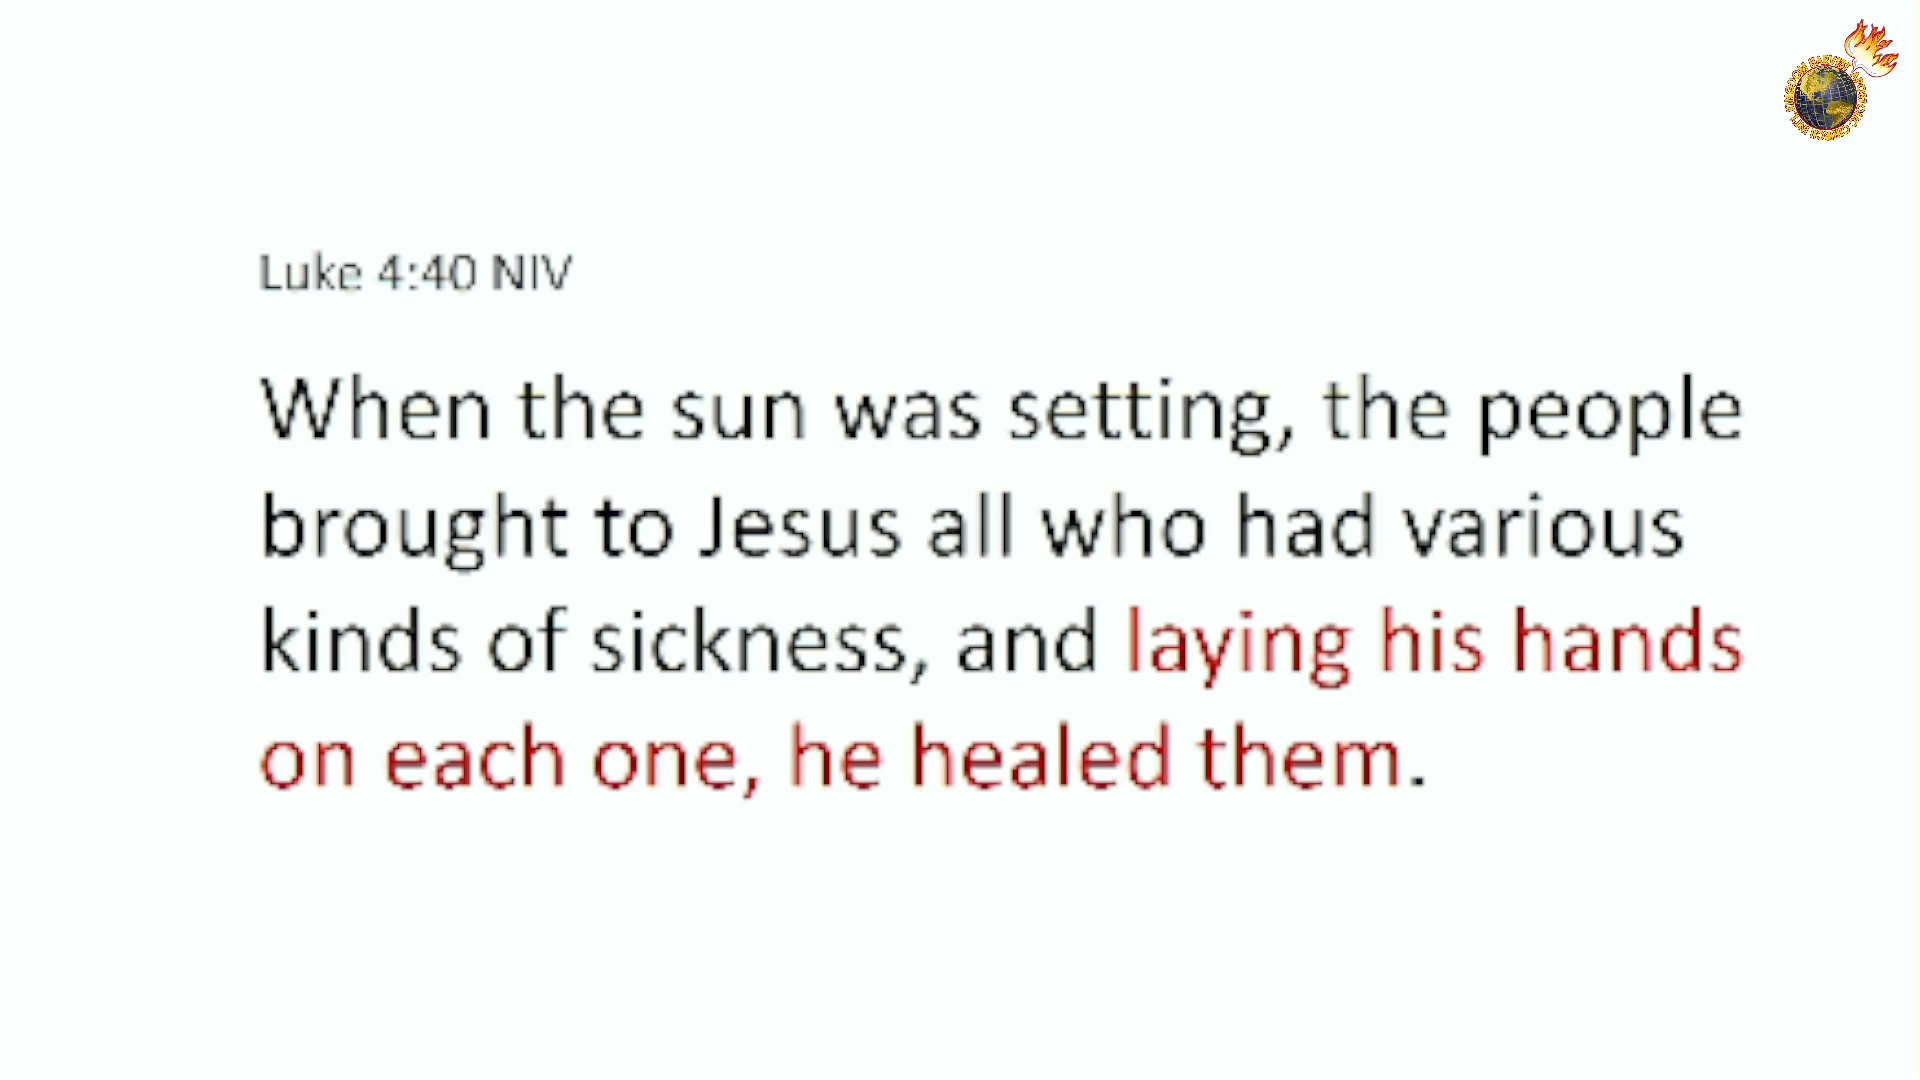 Luke 4:40 NIV
When the sun was setting, the people
brought to Jesus all who had various
kinds of sickness, and laying his hands
on each one, he healed them.